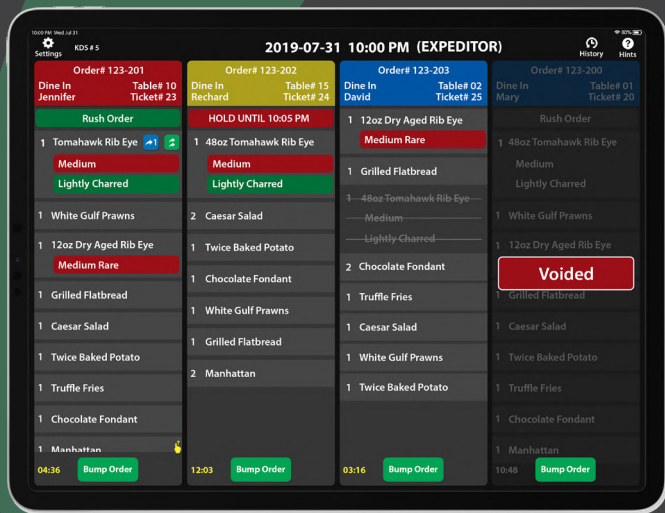 10:00 PM Wed Jul 31
80%
Settings
KDS # 5
2019-07-31 10:00 PM (EXPEDITOR)
History
Hints
Order# 123-201
Dine In Table# 10
Jennifer Ticket# 23
Rush Order
1 Tomahawk Rib Eye 1
Medium
Lightly Charred
1 White Gulf Prawns
1 12oz Dry Aged Rib Eye
Medium Rare
1 Grilled Flatbread
1 Caesar Salad
1 Twice Baked Potato
1 Truffle Fries
1 Chocolate Fondant
1 Manhattan
04:36 Bump Order
Order# 123-202
Dine In Table# 15
Rechard Ticket# 24
HOLD UNTIL 10:05 PM
1 48oz Tomahawk Rib Eye
Medium
Lightly Charred
2 Caesar Salad
1 Twice Baked Potato
1 Chocolate Fondant
1 White Gulf Prawns
1 Grilled Flatbread
2 Manhattan
12:03 Bump Order
Order# 123-203
Dine In Table# 02
David Ticket# 25
1 12oz Dry Aged Rib Eye
Medium Rare
1 Grilled Flatbread
1 48oz Tomahawk Rib Eye
Medium
Lightly Charred
2 Chocolate Fondant
1 Truffle Fries
1 Caesar Salad
1 White Gulf Prawns
1 Twice Baked Potato
03:16 Bump Order
Order# 123-200
Dine In Table# 01
Mary Ticket# 20
Rush Order
1 48oz Tomahawk Rib Eye
Medium
Lightly Charred
1 White Gulf Prawns
1 12oz Dry Aged Rib Eye
Voided
1 Grilled Flatbread
1 Caesar Salad
1 Twice Baked Potato
1 Truffle Fries
1 Chocolate Fondant
1 Manhattan
10:48 Bump Order